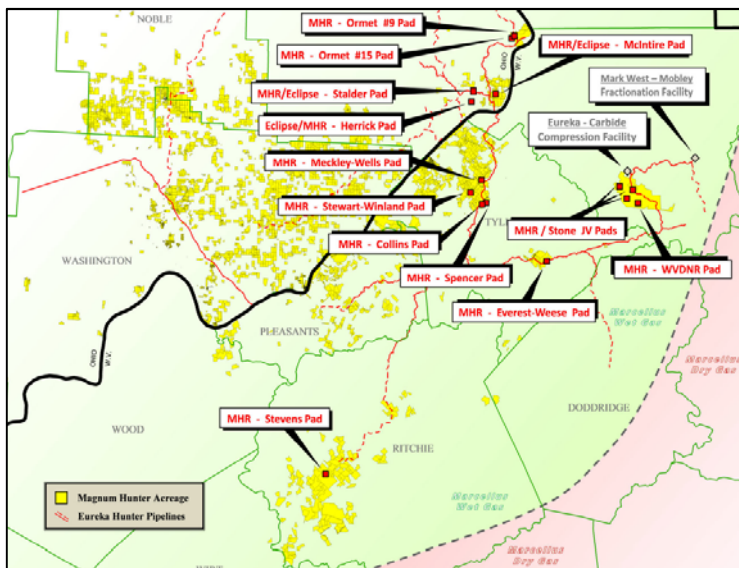 NOBLE
MHR - Ormet #9 Pad
MHR - Ormet #15 Pad
MHR/Eclipse - McIntire Pad
OHIO
W.V.
MHR/Eclipse - Stalder Pad
Mark West – Mobley
Fractionation Facility
Eclipse/MHR - Herrick Pad
Eureka - Carbide
Compression Facility
MHR - Meckley-Wells Pad
MHR - Stewart-Winland Pad
TYL
MHR - Collins Pad
MHR / Stone JV Pads
WASHINGTON
MHR - Spencer Pad
MHR - WVDNR Pad
MHR - Everest-Weese Pad
PLEASANTS
Marcellus
Wet Gas
Marcellus
Dry Gas
OHIO
W.V.
DODDRIDGE
WOOD
MHR - Stevens Pad
RITCHIE
Marcellus
Wet Gas
Magnum Hunter Acreage
Eureka Hunter Pipelines
Marcellus
Dry Gas